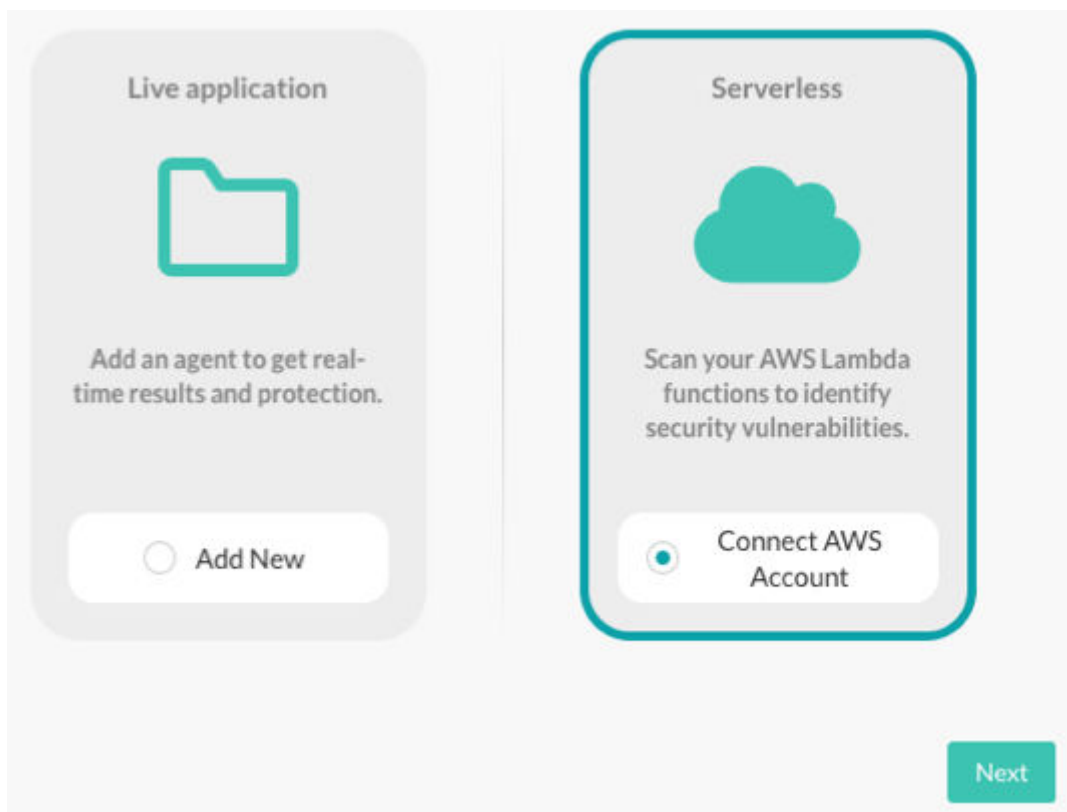 Live application
Add an agent to get real-
time results and protection.
Add New
Serverless
Scan your AWS Lambda
functions to identify
security vulnerabilities.
Connect AWS
Account
Next